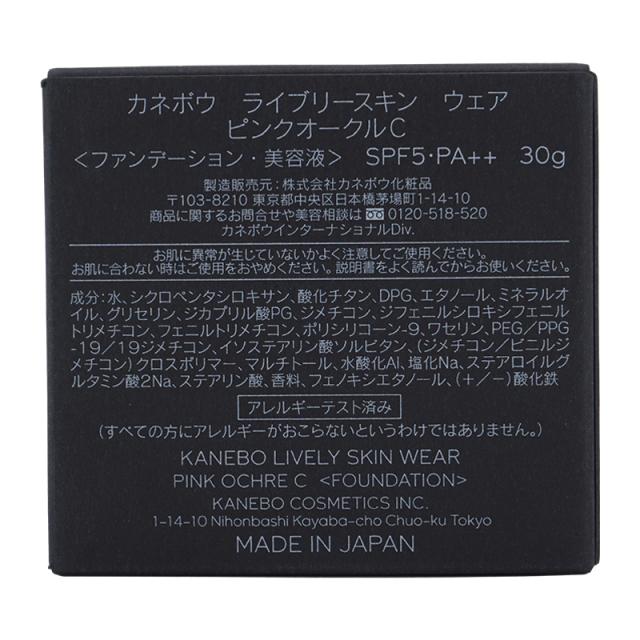 カネボウ ライブリースキン ウェア
ピンクオークルC
＜ファンデーション・美容液＞ SPF5・PA++ 30g
製造販売元：株式会社カネボウ化粧品
〒103-8210 東京都中央区日本橋茅場町1-14-10
商品に関するお問合せや美容相談は 0120-518-520
カネボウインターナショナルDiv.
お肌に異常が生じていないかよく注意してご使用ください。
お肌に合わない時はご使用をおやめください。説明書をよく読んでからお使いください。
成分：水、シクロペンタシロキサン、酸化チタン、DPG、エタノール、ミネラルオ
イル、グリセリン、ジカプリル酸PG、ジメチコン、ジフェニルシロキシフェニル
トリメチコン、フェニルトリメチコン、ポリシリコーン-9、ワセリン、PEG／PPG
-19／19ジメチコン、イソステアリン酸ソルビタン、（ジメチコン／ビニルジ
メチコン）クロスポリマー、マルチトール、水酸化Al、塩化Na、ステアロイルグ
ルタミン酸2Na、ステアリン酸、香料、フェノキシエタノール、（＋／−）酸化鉄
アレルギーテスト済み
（すべての方にアレルギーがおこらないというわけではありません。）
KANEBO LIVELY SKIN WEAR
PINK OCHRE C <FOUNDATION>
KANEBO COSMETICS INC.
1-14-10 Nihonbashi Kayaba-cho Chuo-ku Tokyo
MADE IN JAPAN